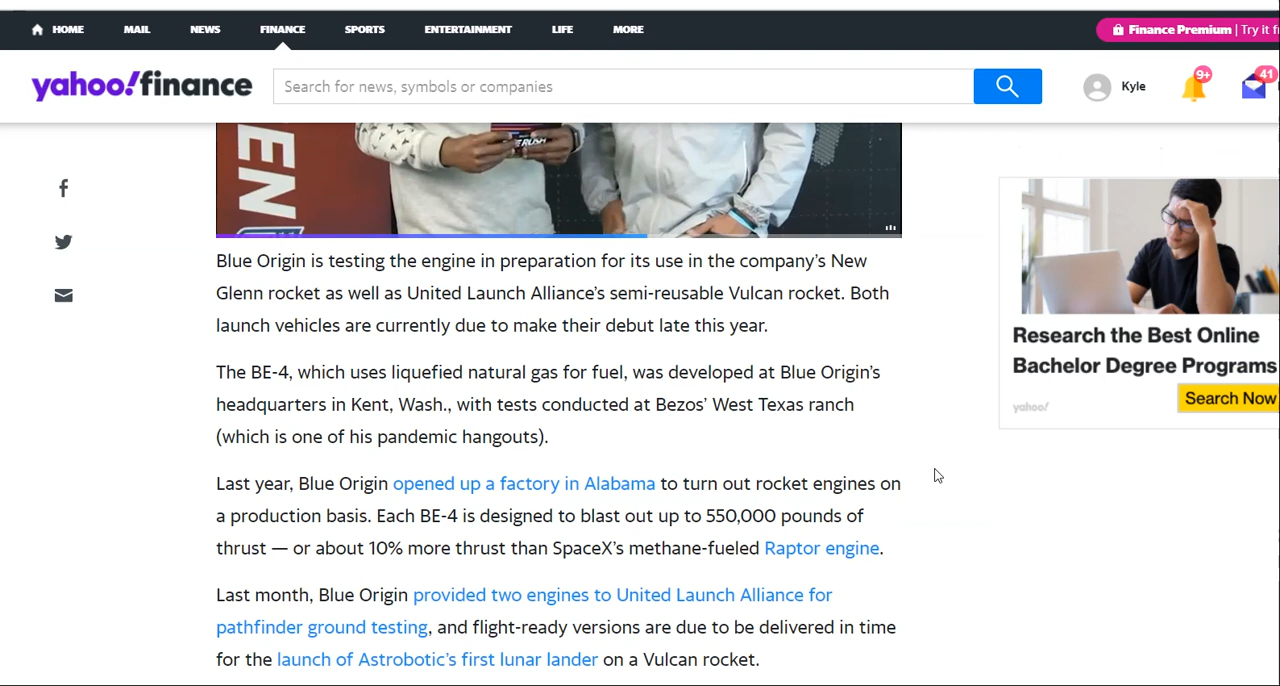 HOME MAIL NEWS FINANCE SPORTS ENTERTAINMENT LIFE MORE Finance Premium | Try it f
yahoo!finance Search for news, symbols or companies Kyle 9+ 41
EN
RUSH
Blue Origin is testing the engine in preparation for its use in the company’s New
Glenn rocket as well as United Launch Alliance’s semi-reusable Vulcan rocket. Both
launch vehicles are currently due to make their debut late this year.
The BE-4, which uses liquefied natural gas for fuel, was developed at Blue Origin’s
headquarters in Kent, Wash., with tests conducted at Bezos’ West Texas ranch
(which is one of his pandemic hangouts).
Last year, Blue Origin opened up a factory in Alabama to turn out rocket engines on
a production basis. Each BE-4 is designed to blast out up to 550,000 pounds of
thrust — or about 10% more thrust than SpaceX’s methane-fueled Raptor engine.
Last month, Blue Origin provided two engines to United Launch Alliance for
pathfinder ground testing, and flight-ready versions are due to be delivered in time
for the launch of Astrobotic’s first lunar lander on a Vulcan rocket.
Research the Best Online
Bachelor Degree Programs
yahoo! Search Now